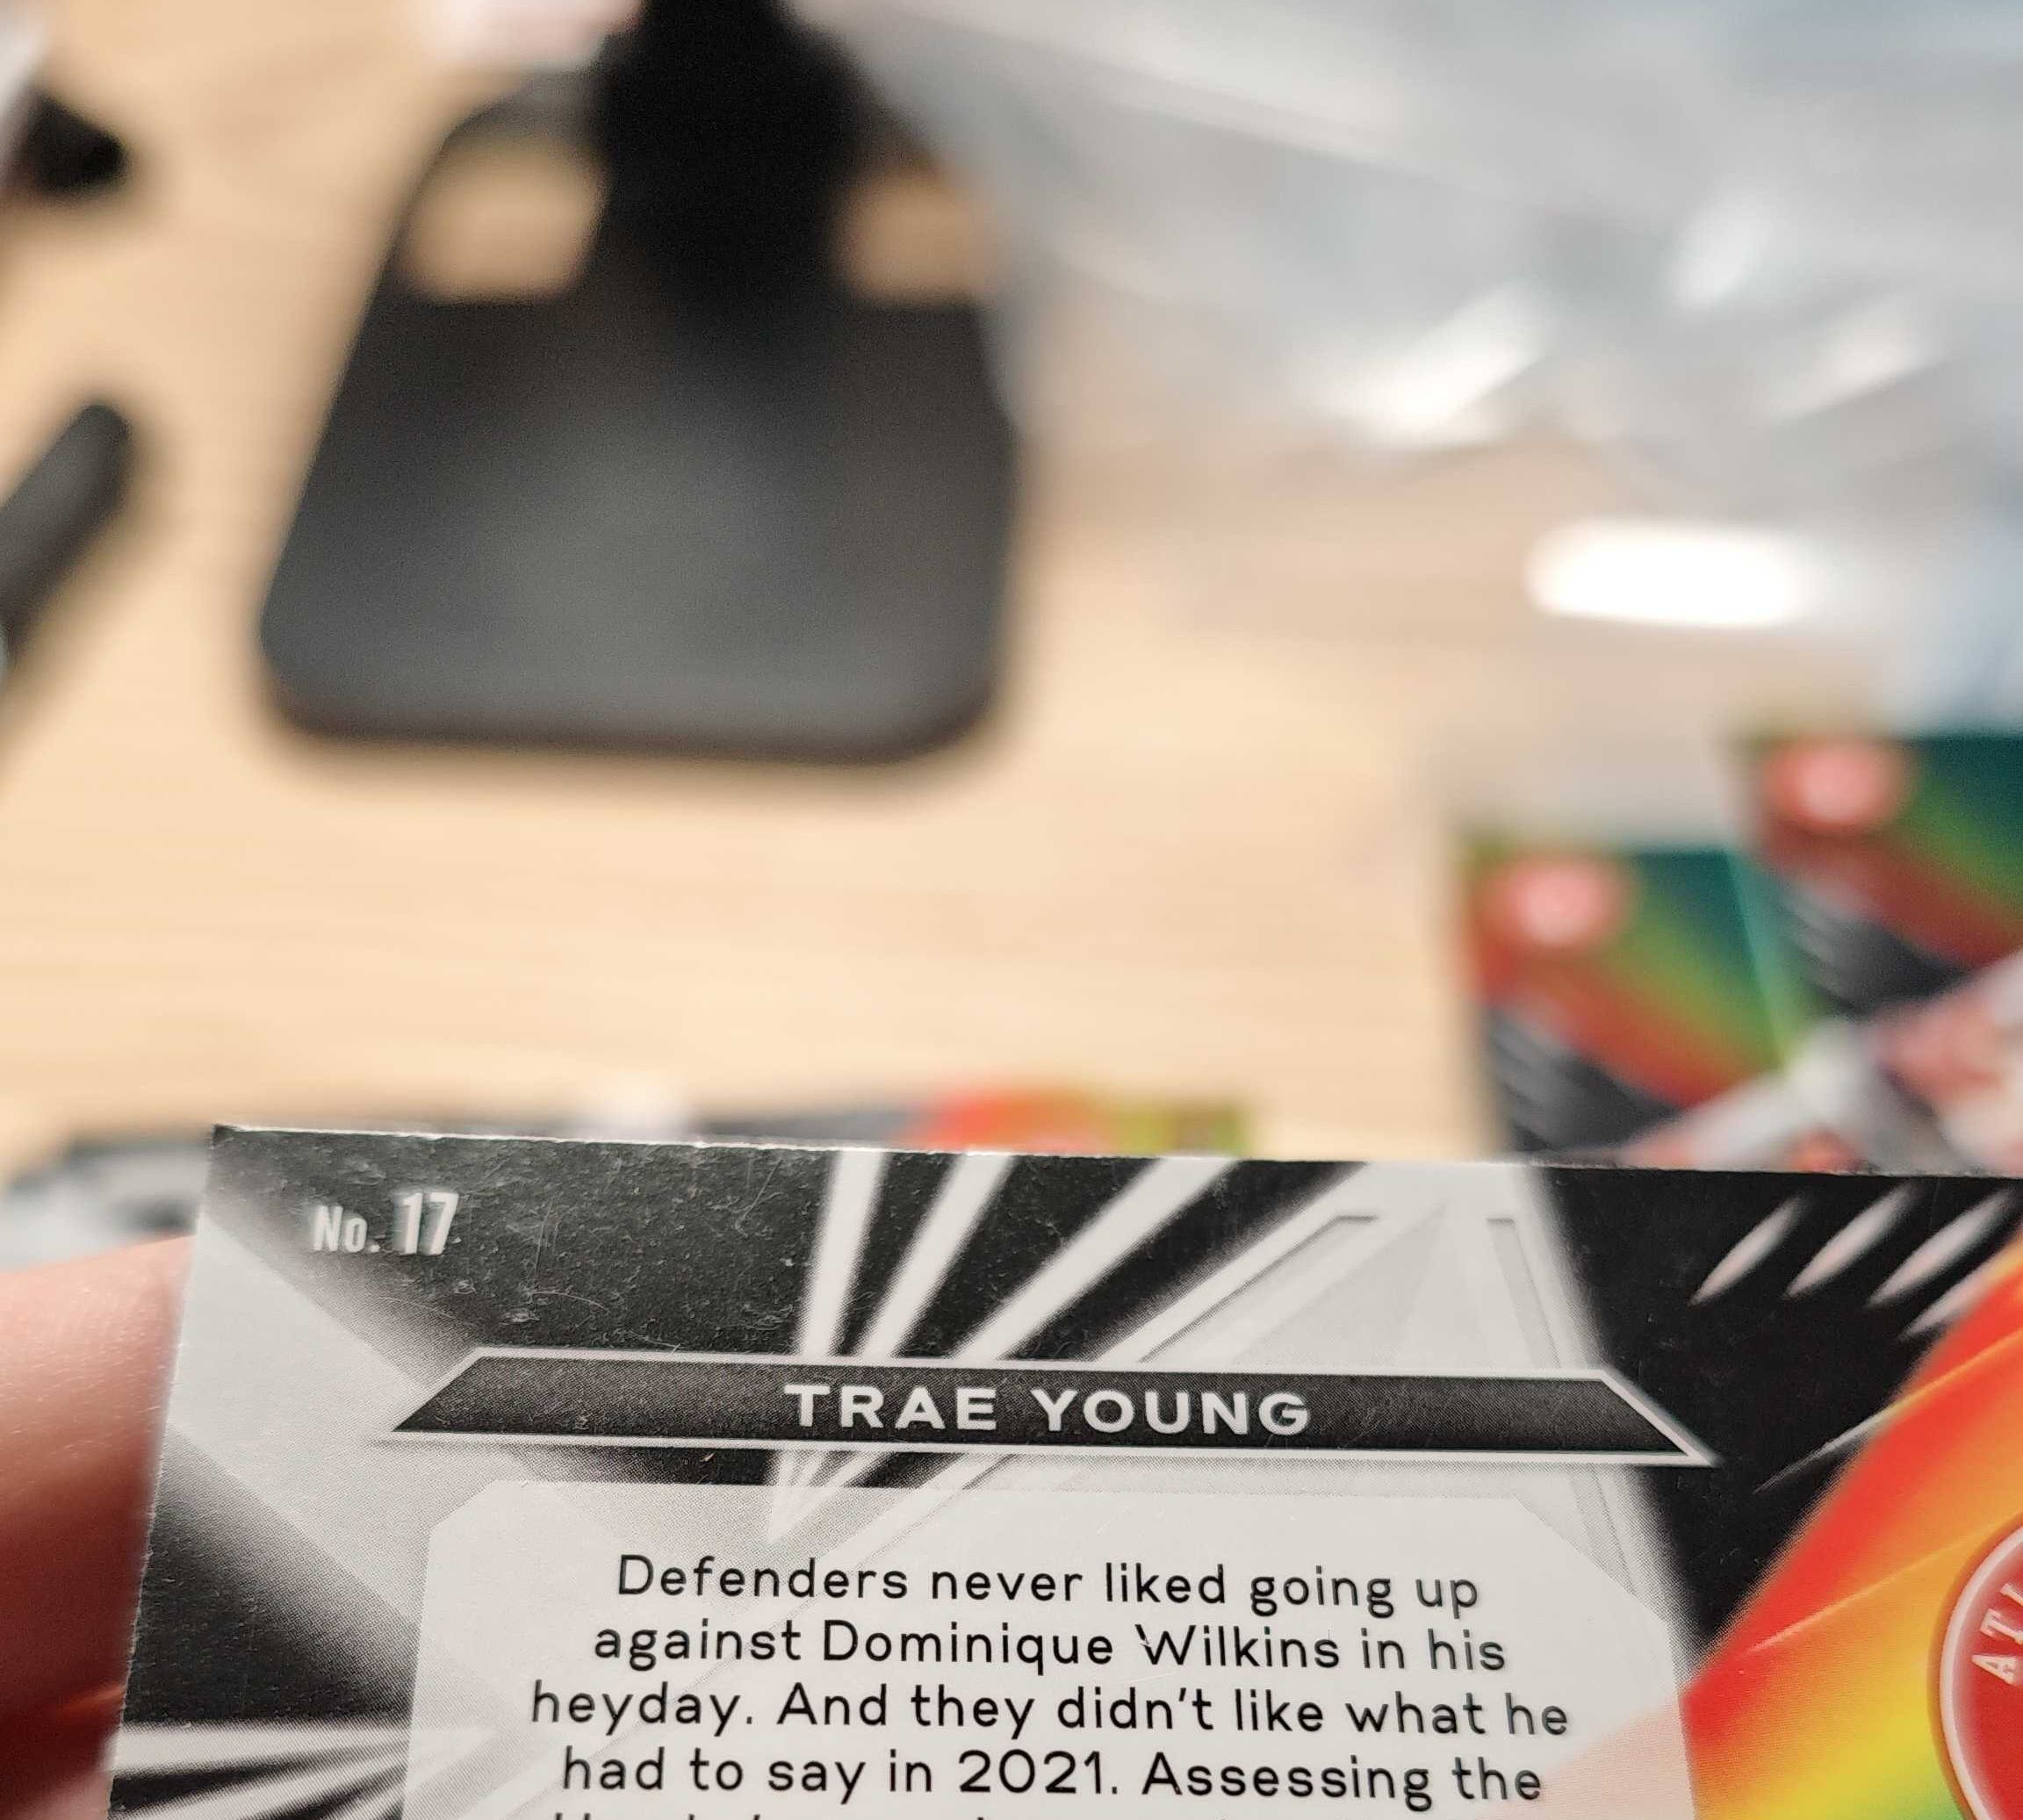 No. 17
TRAE YOUNG
Defenders never liked going up
against Dominique Wilkins in his
heyday. And they didn't like what he
had to say in 2021. Assessing the